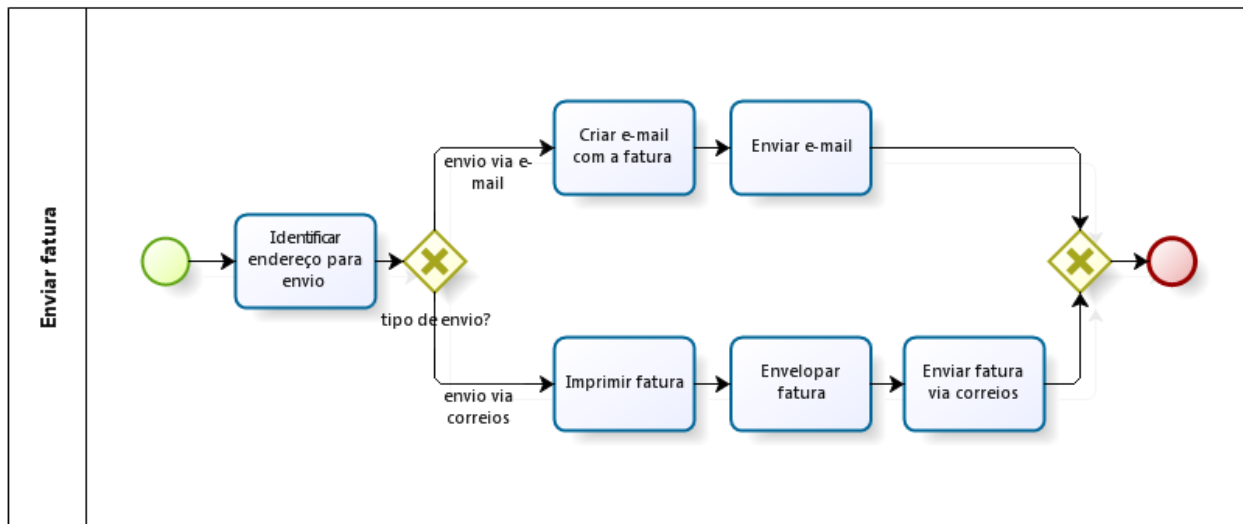 Enviar fatura
Identificar
endereço para
envio
tipo de envio?
envio via e-
mail
Criar e-mail
com a fatura
Enviar e-mail
envio via
correios
Imprimir fatura
Envelopar
fatura
Enviar fatura
via correios